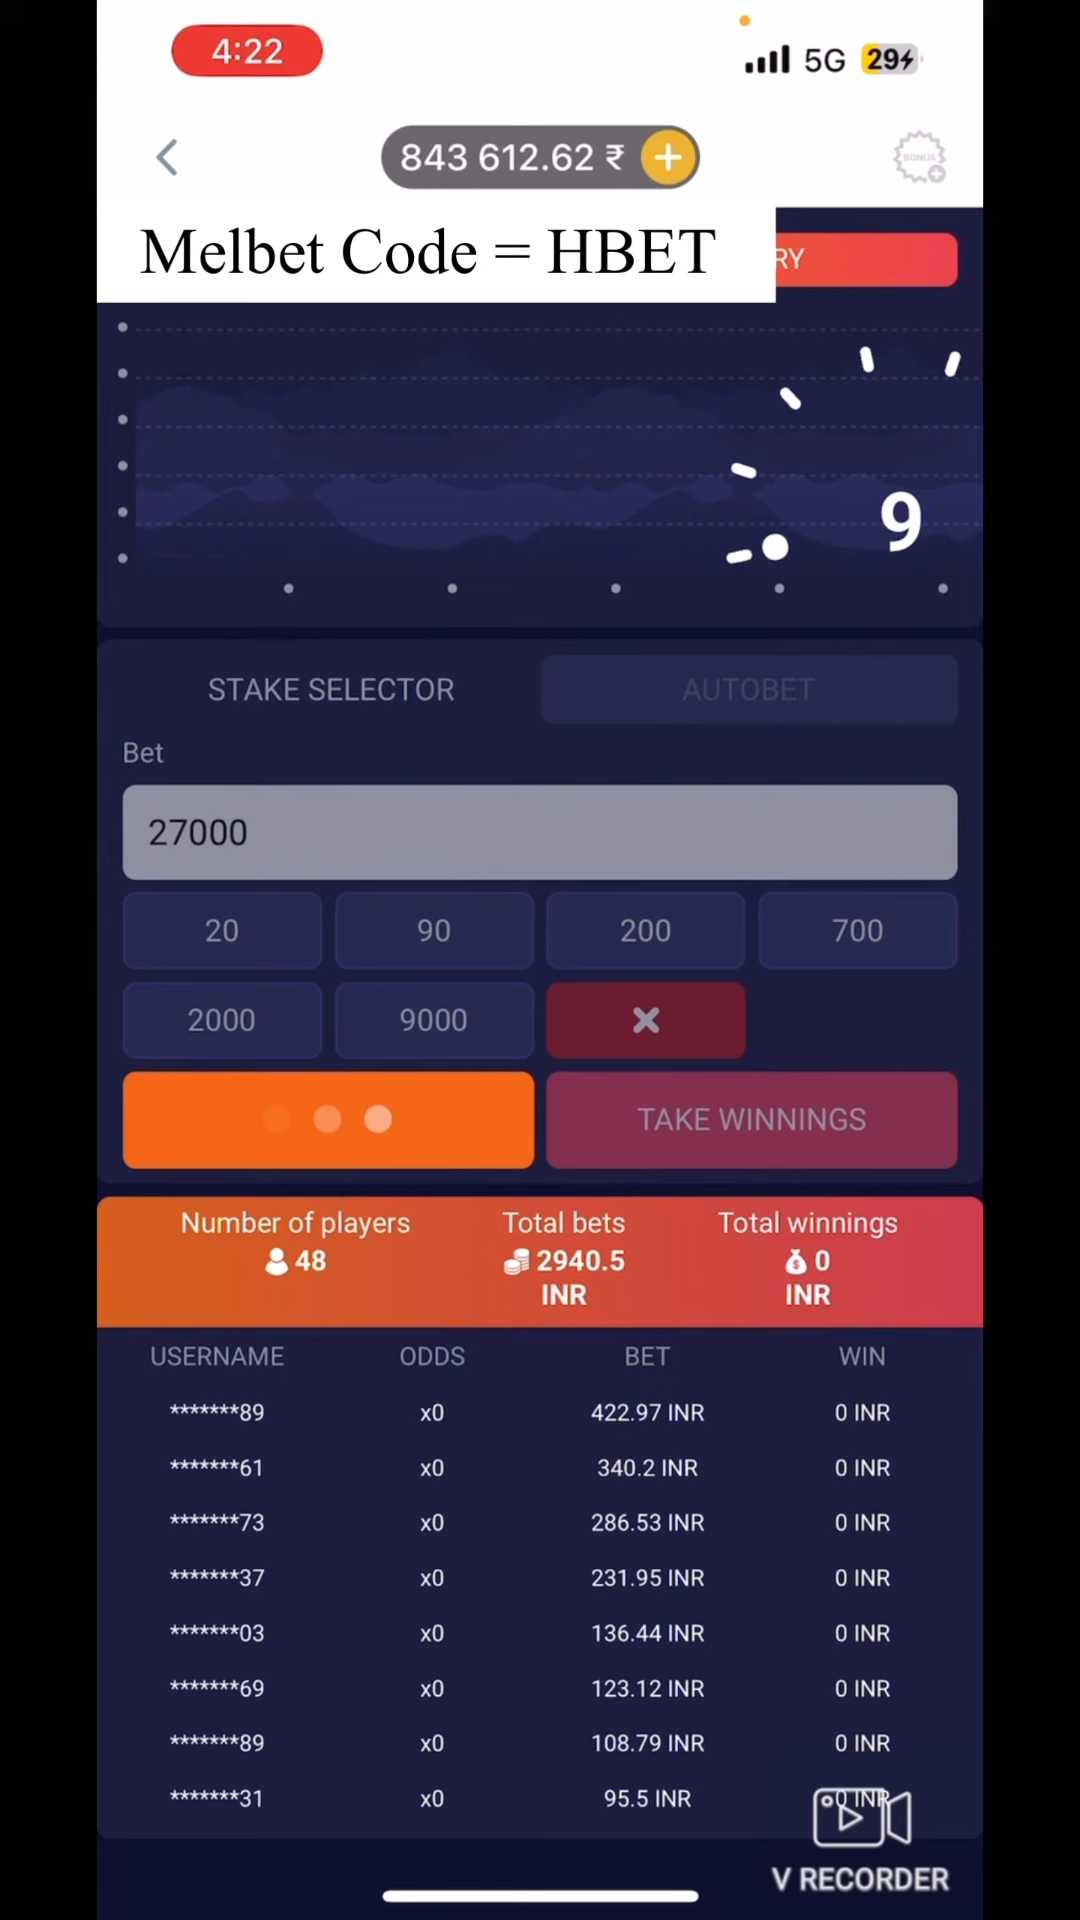 4:22
5G 29
843 612.62 ₹ +
BONUS
Melbet Code = HBET
RY
9
STAKE SELECTOR AUTOBET
Bet
27000
20 90 200 700
2000 9000
TAKE WINNINGS
Number of players Total bets Total winnings
48 2940.5 0
INR INR
USERNAME ODDS BET WIN
*******89 x0 422.97 INR 0 INR
*******61 x0 340.2 INR 0 INR
*******73 x0 286.53 INR 0 INR
*******37 x0 231.95 INR 0 INR
*******03 x0 136.44 INR 0 INR
*******69 x0 123.12 INR 0 INR
*******89 x0 108.79 INR 0 INR
*******31 x0 95.5 INR 0 INR
V RECORDER